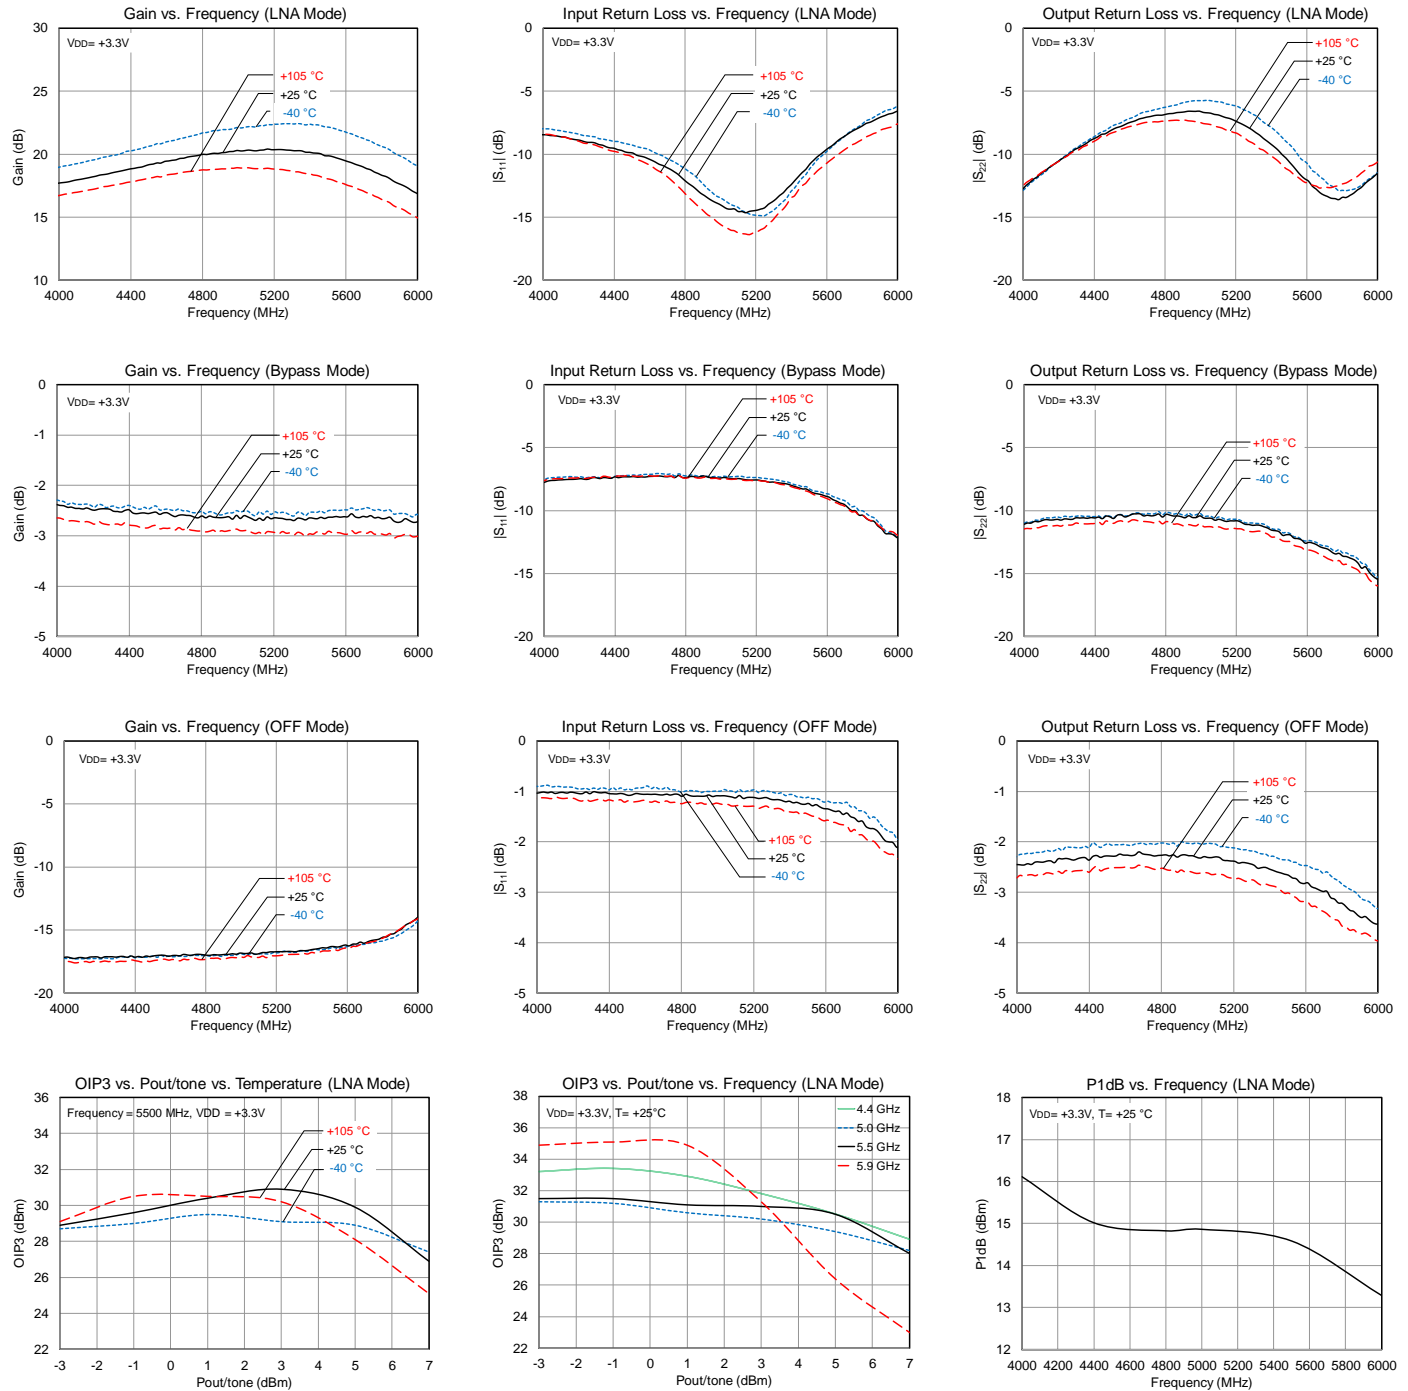 Gain vs. Frequency (LNA Mode)
VDD= +3.3V
+105 °C
+25 °C
-40 °C
30
25
20
15
10
Gain (dB)
4000 4400 4800 5200 5600 6000
Frequency (MHz)
Input Return Loss vs. Frequency (LNA Mode)
VDD= +3.3V
+105 °C
+25 °C
-40 °C
0
-5
-10
-15
-20
|S11| (dB)
4000 4400 4800 5200 5600 6000
Frequency (MHz)
Output Return Loss vs. Frequency (LNA Mode)
VDD= +3.3V
+105 °C
+25 °C
-40 °C
0
-5
-10
-15
-20
|S22| (dB)
4000 4400 4800 5200 5600 6000
Frequency (MHz)
Gain vs. Frequency (Bypass Mode)
VDD= +3.3V
+105 °C
+25 °C
-40 °C
0
-1
-2
-3
-4
-5
Gain (dB)
4000 4400 4800 5200 5600 6000
Frequency (MHz)
Input Return Loss vs. Frequency (Bypass Mode)
VDD= +3.3V
+105 °C
+25 °C
-40 °C
0
-5
-10
-15
-20
|S11| (dB)
4000 4400 4800 5200 5600 6000
Frequency (MHz)
Output Return Loss vs. Frequency (Bypass Mode)
VDD= +3.3V
+105 °C
+25 °C
-40 °C
0
-5
-10
-15
-20
|S22| (dB)
4000 4400 4800 5200 5600 6000
Frequency (MHz)
Gain vs. Frequency (OFF Mode)
VDD= +3.3V
+105 °C
+25 °C
-40 °C
0
-5
-10
-15
-20
Gain (dB)
4000 4400 4800 5200 5600 6000
Frequency (MHz)
Input Return Loss vs. Frequency (OFF Mode)
VDD= +3.3V
+105 °C
+25 °C
-40 °C
0
-1
-2
-3
-4
-5
|S11| (dB)
4000 4400 4800 5200 5600 6000
Frequency (MHz)
Output Return Loss vs. Frequency (OFF Mode)
VDD= +3.3V
+105 °C
+25 °C
-40 °C
0
-1
-2
-3
-4
-5
|S22| (dB)
4000 4400 4800 5200 5600 6000
Frequency (MHz)
OIP3 vs. Pout/tone vs. Temperature (LNA Mode)
Frequency = 5500 MHz, VDD = +3.3V
+105 °C
+25 °C
-40 °C
36
34
32
30
28
26
24
22
OIP3 (dBm)
-3 -2 -1 0 1 2 3 4 5 6 7
Pout/tone (dBm)
OIP3 vs. Pout/tone vs. Frequency (LNA Mode)
VDD= +3.3V, T= +25°C
4.4 GHz
5.0 GHz
5.5 GHz
5.9 GHz
38
36
34
32
30
28
26
24
22
OIP3 (dBm)
-3 -2 -1 0 1 2 3 4 5 6 7
Pout/tone (dBm)
P1dB vs. Frequency (LNA Mode)
VDD= +3.3V, T= +25 °C
18
17
16
15
14
13
12
P1dB (dBm)
4000 4200 4400 4600 4800 5000 5200 5400 5600 5800 6000
Frequency (MHz)